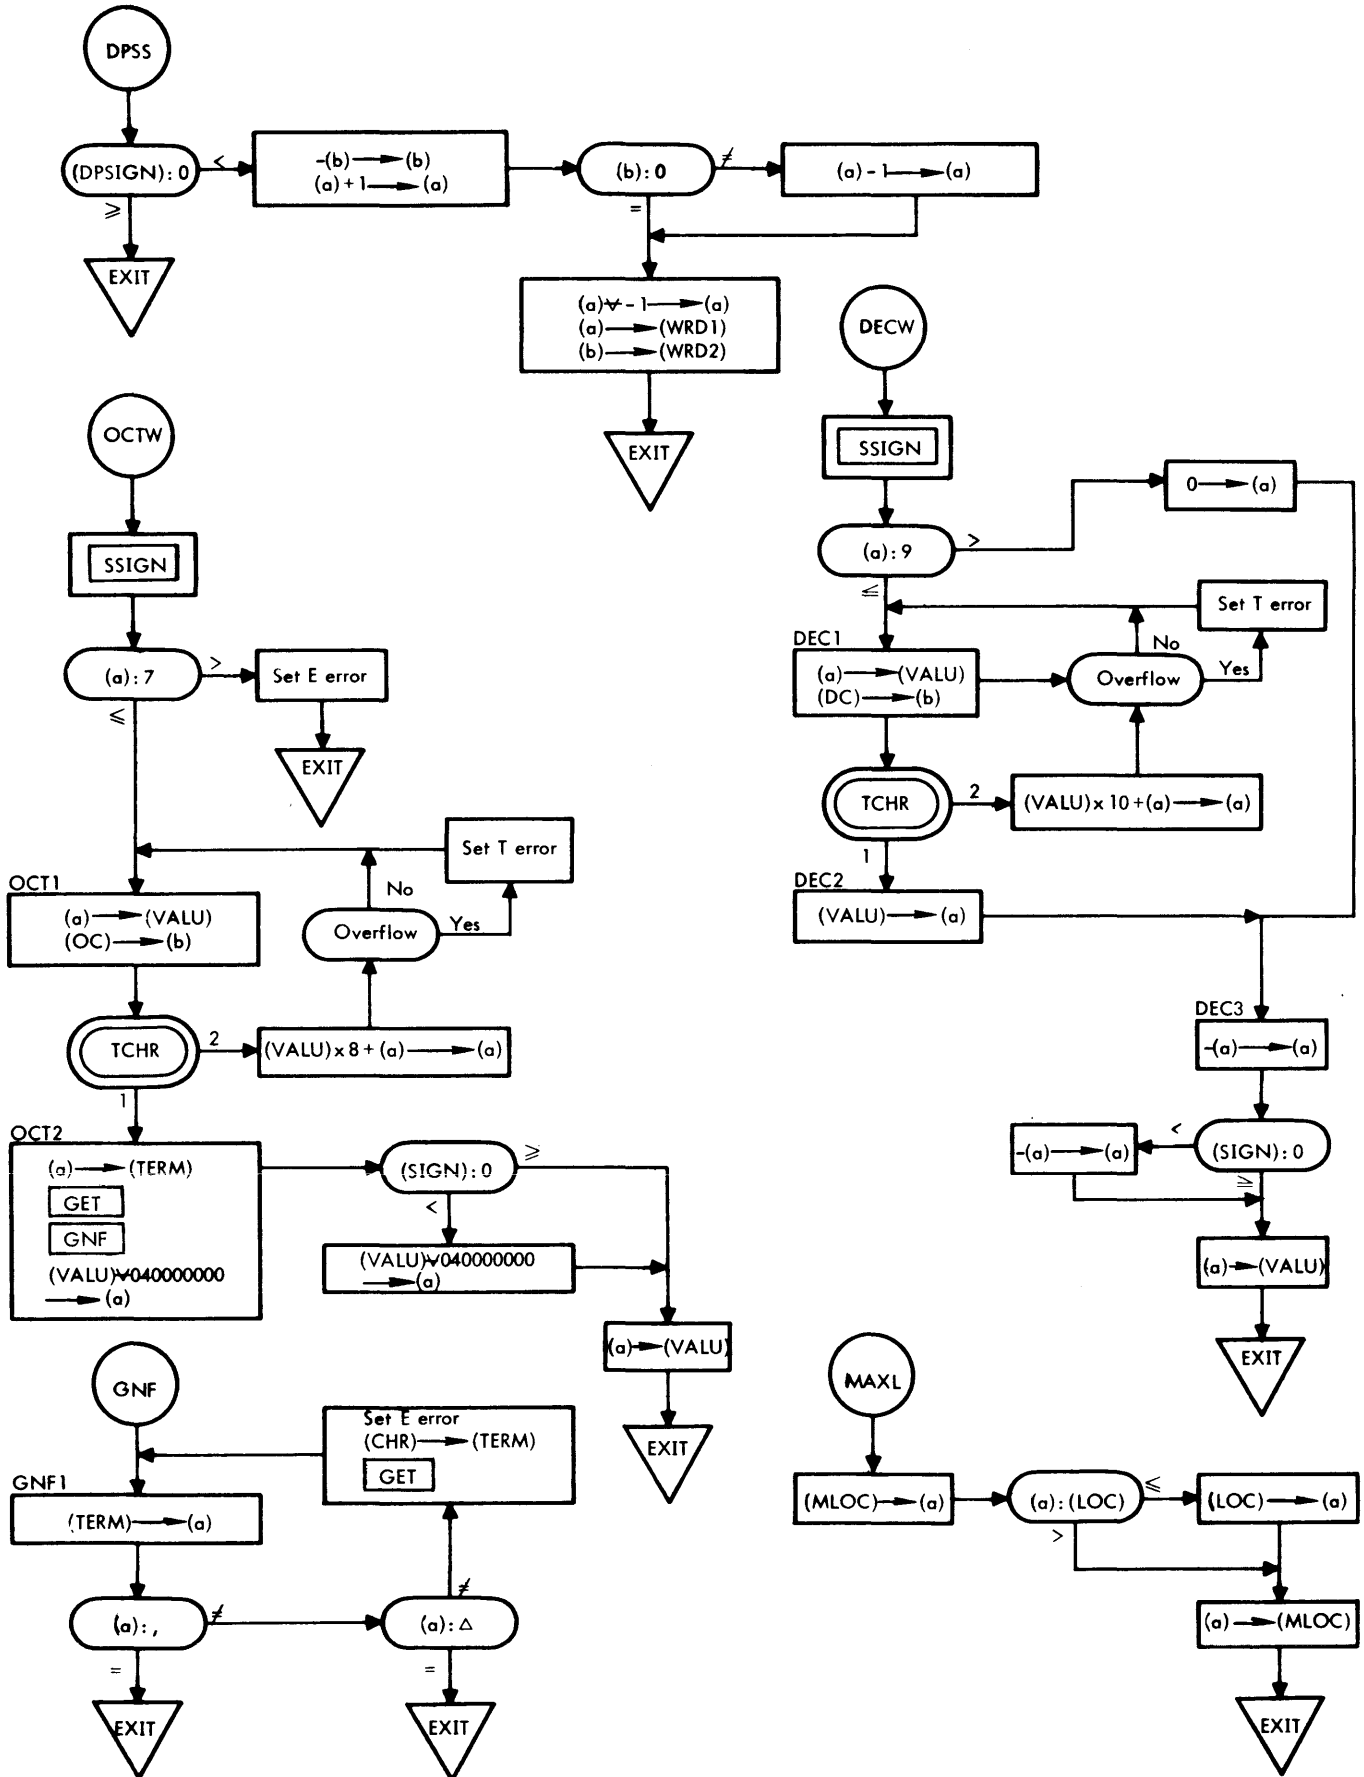 DPSS
(DPSIGN): 0
<
≥
EXIT
-(b) → (b)
(a) + 1 → (a)
(b): 0
≠
=
(a) - 1 → (a)
(a) ⊻ - 1 → (a)
(a) → (WRD1)
(b) → (WRD2)
EXIT
OCTW
SSIGN
(a): 7
>
≤
Set E error
EXIT
OCT1
(a) → (VALU)
(OC) → (b)
Set T error
No
Overflow
Yes
TCHR
2
(VALU) x 8 + (a) → (a)
1
OCT2
(a) → (TERM)
GET
GNF
(VALU)⊻040000000
→ (a)
(SIGN): 0
≥
<
(VALU)⊻040000000
→ (a)
(a) → (VALU)
EXIT
DECW
SSIGN
(a): 9
>
≤
0 → (a)
Set T error
DEC1
(a) → (VALU)
(DC) → (b)
No
Overflow
Yes
TCHR
2
(VALU) x 10 + (a) → (a)
1
DEC2
(VALU) → (a)
DEC3
-(a) → (a)
(SIGN): 0
<
≥
-(a) → (a)
(a) → (VALU)
EXIT
GNF
GNF1
(TERM) → (a)
Set E error
(CHR) → (TERM)
GET
(a): ,
≠
=
EXIT
(a): △
≠
=
EXIT
MAXL
(MLOC) → (a)
(a): (LOC)
≤
>
(LOC) → (a)
(a) → (MLOC)
EXIT